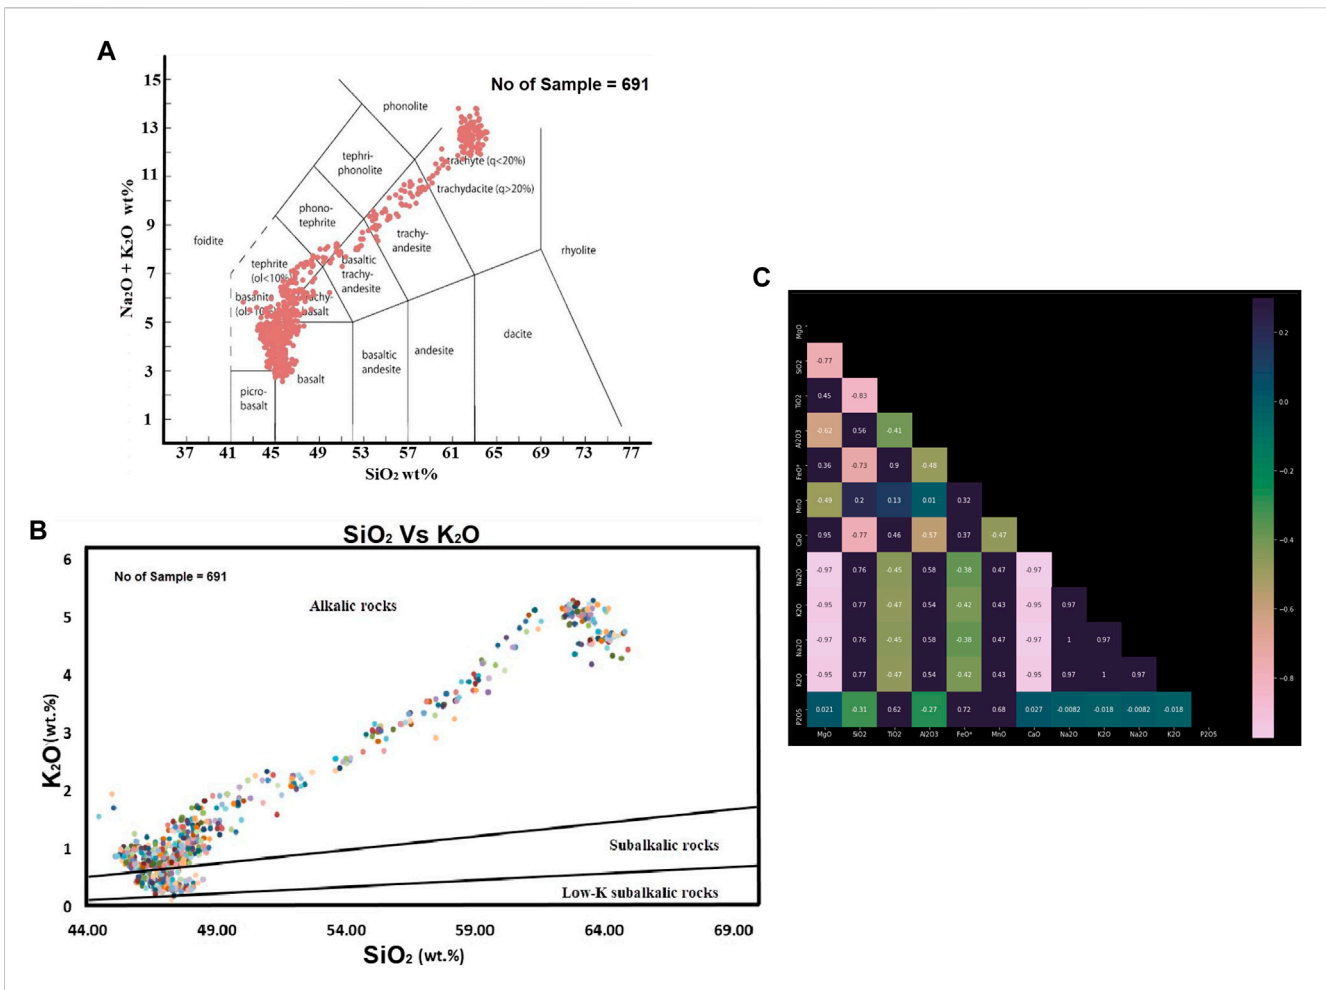 A
No of Sample = 691
Na₂O + K₂O wt%
15
13
11
9
7
5
3
1
phonolite
tephri-
phonolite
trachyte (q<20%)
trachydacite (q>20%)
phono-
tephrite
foidite
trachy-
andesite
rhyolite
tephrite
(ol<10%
basaltic
trachy-
andesite
basanite
trachy-
basalt
dacite
basaltic
andesite
andesite
basalt
picro-
basalt
37 41 45 49 53 57 61 65 69 73 77
SiO₂ wt%
B
SiO₂ Vs K₂O
No of Sample = 691
Alkalic rocks
Subalkalic rocks
Low-K subalkalic rocks
K₂O (wt.%)
6
5
4
3
2
1
0
44.00 49.00 54.00 59.00 64.00 69.00
SiO₂ (wt.%)
C
MgO
SiO2 -0.77
TiO2 0.45 -0.83
Al2O3 -0.62 0.56 -0.41
FeO* 0.36 -0.73 0.9 -0.48
MnO -0.49 0.2 0.13 0.01 0.32
CaO 0.95 -0.77 0.46 -0.57 0.37 -0.47
Na2O -0.97 0.76 -0.45 0.58 -0.38 0.47 -0.97
K2O -0.95 0.77 -0.47 0.54 -0.42 0.43 -0.95 0.97
Na2O -0.97 0.76 -0.45 0.58 -0.38 0.47 -0.97 1 0.97
K2O -0.95 0.77 -0.47 0.54 -0.42 0.43 -0.95 0.97 1 0.97
P2O5 0.021 -0.31 0.62 -0.27 0.72 0.68 0.027 -0.0082 -0.018 -0.0082 -0.018
MgO SiO2 TiO2 Al2O3 FeO* MnO CaO Na2O K2O Na2O K2O P2O5
0.2
0.0
-0.2
-0.4
-0.6
-0.8